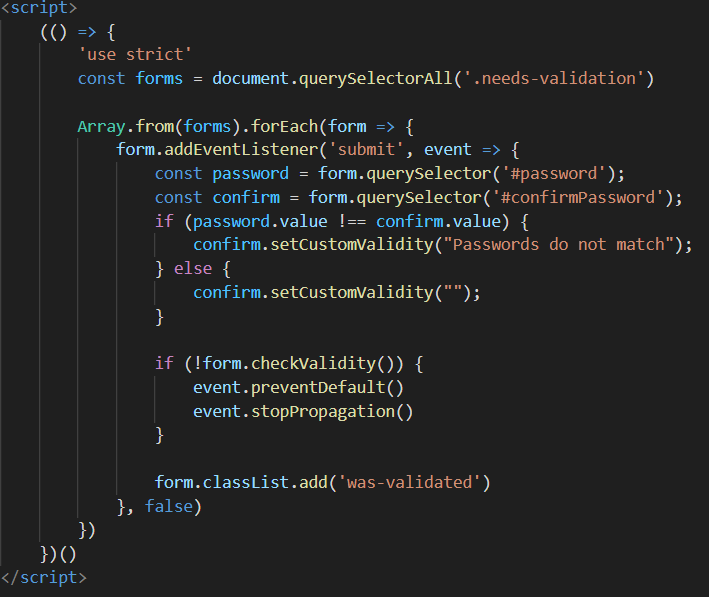 <script>
(() => {
'use strict'
const forms = document.querySelectorAll('.needs-validation')
Array.from(forms).forEach(form => {
form.addEventListener('submit', event => {
const password = form.querySelector('#password');
const confirm = form.querySelector('#confirmPassword');
if (password.value !== confirm.value) {
confirm.setCustomValidity("Passwords do not match");
} else {
confirm.setCustomValidity("");
}
if (!form.checkValidity()) {
event.preventDefault()
event.stopPropagation()
}
form.classList.add('was-validated')
}, false)
})
})()
</script>